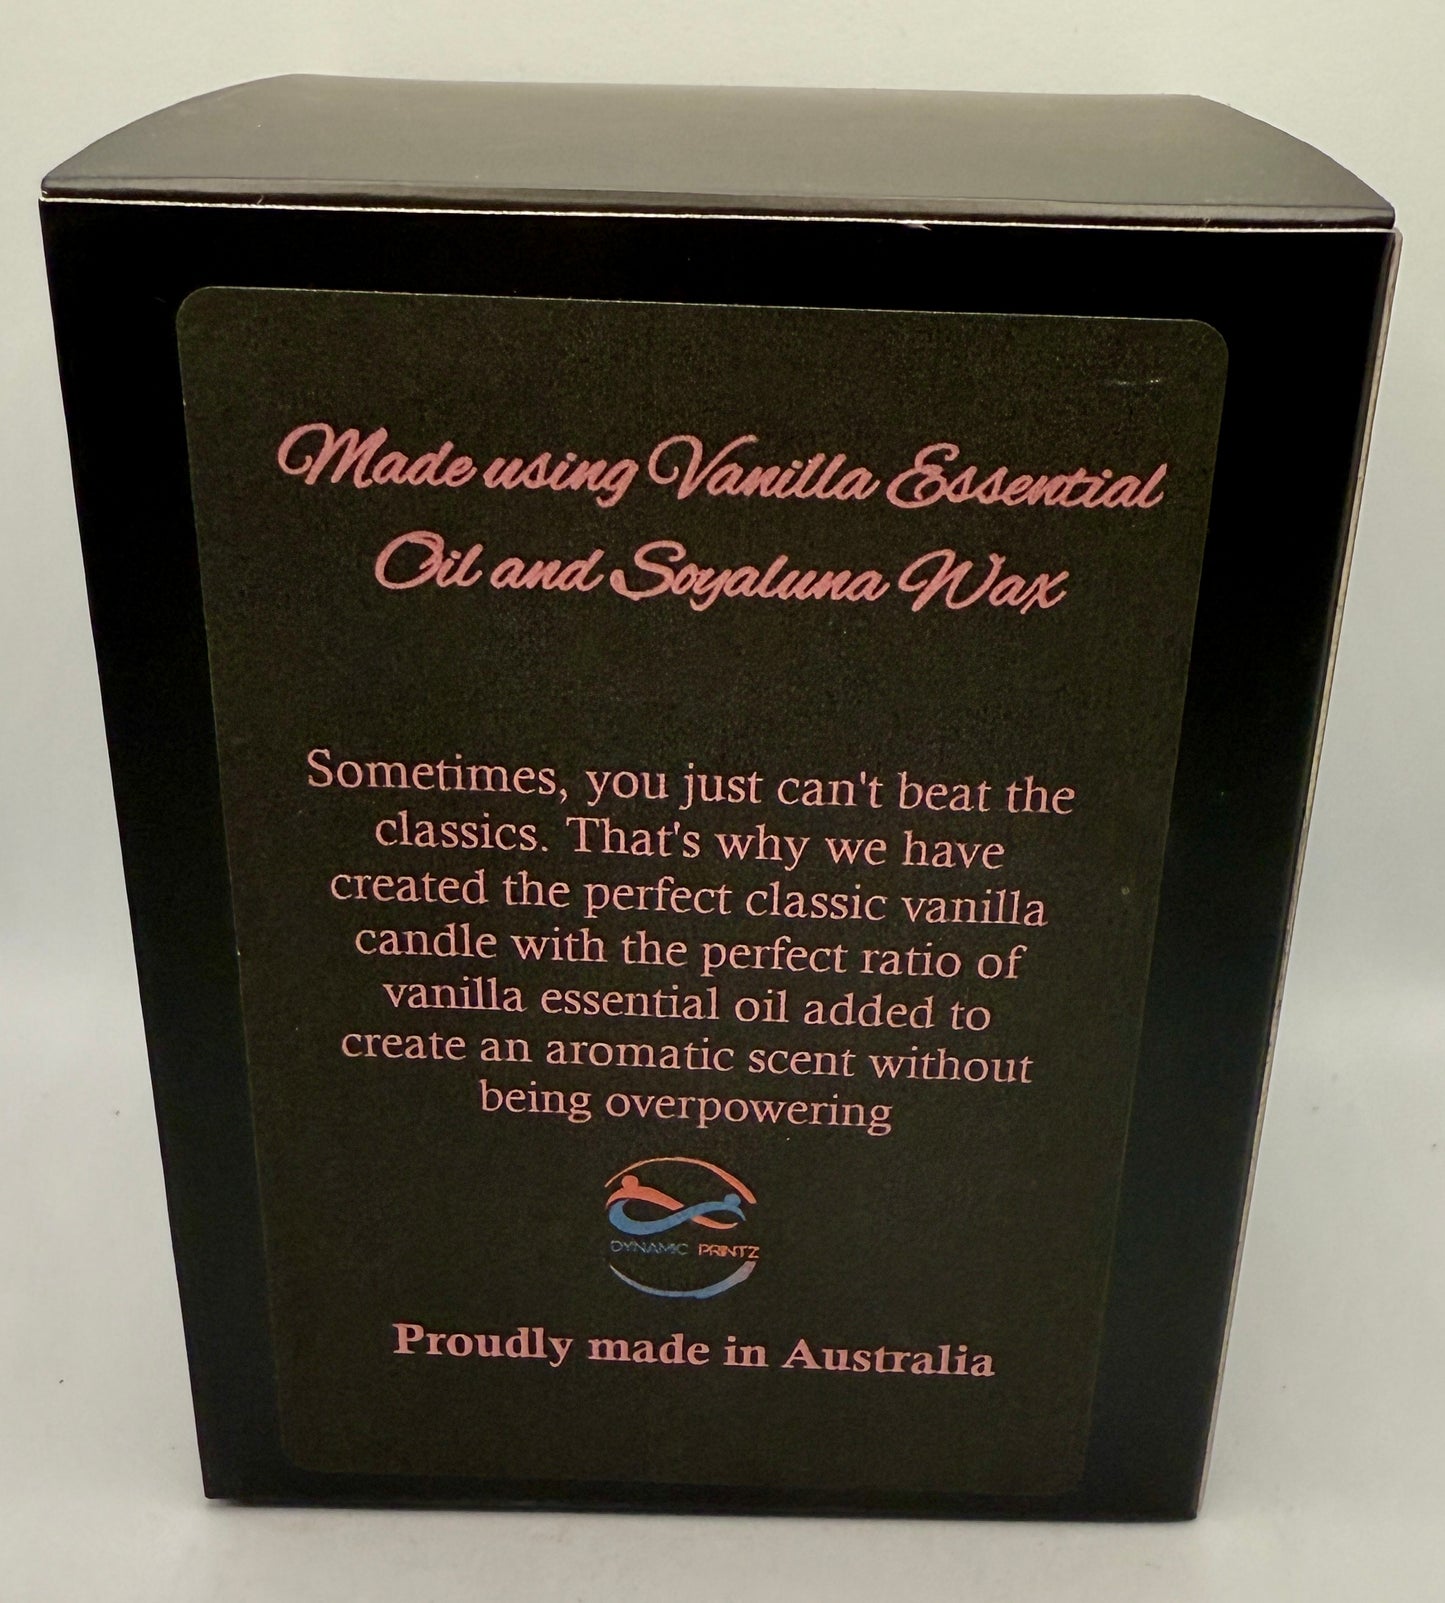 Made using Vanilla Essential
Oil and Soyaluna Wax
Sometimes, you just can't beat the
classics. That's why we have
created the perfect classic vanilla
candle with the perfect ratio of
vanilla essential oil added to
create an aromatic scent without
being overpowering
DYNAMIC PRINTZ
Proudly made in Australia